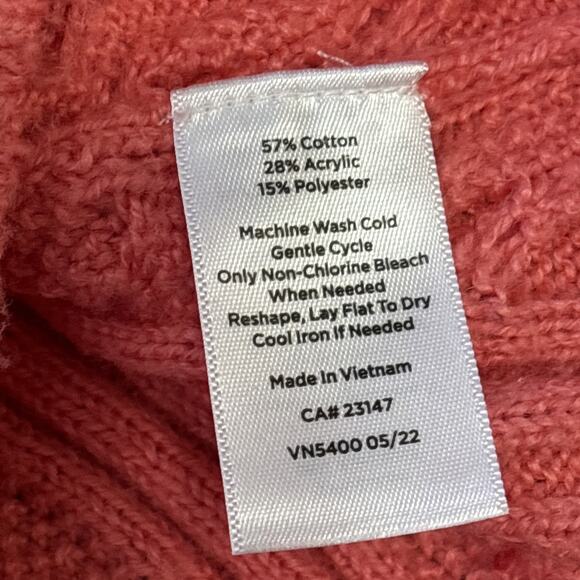 57% Cotton
28% Acrylic
15% Polyester
Machine Wash Cold
Gentle Cycle
Only Non-Chlorine Bleach
When Needed
Reshape, Lay Flat To Dry
Cool Iron If Needed
Made In Vietnam
CA# 23147
VN5400 05/22